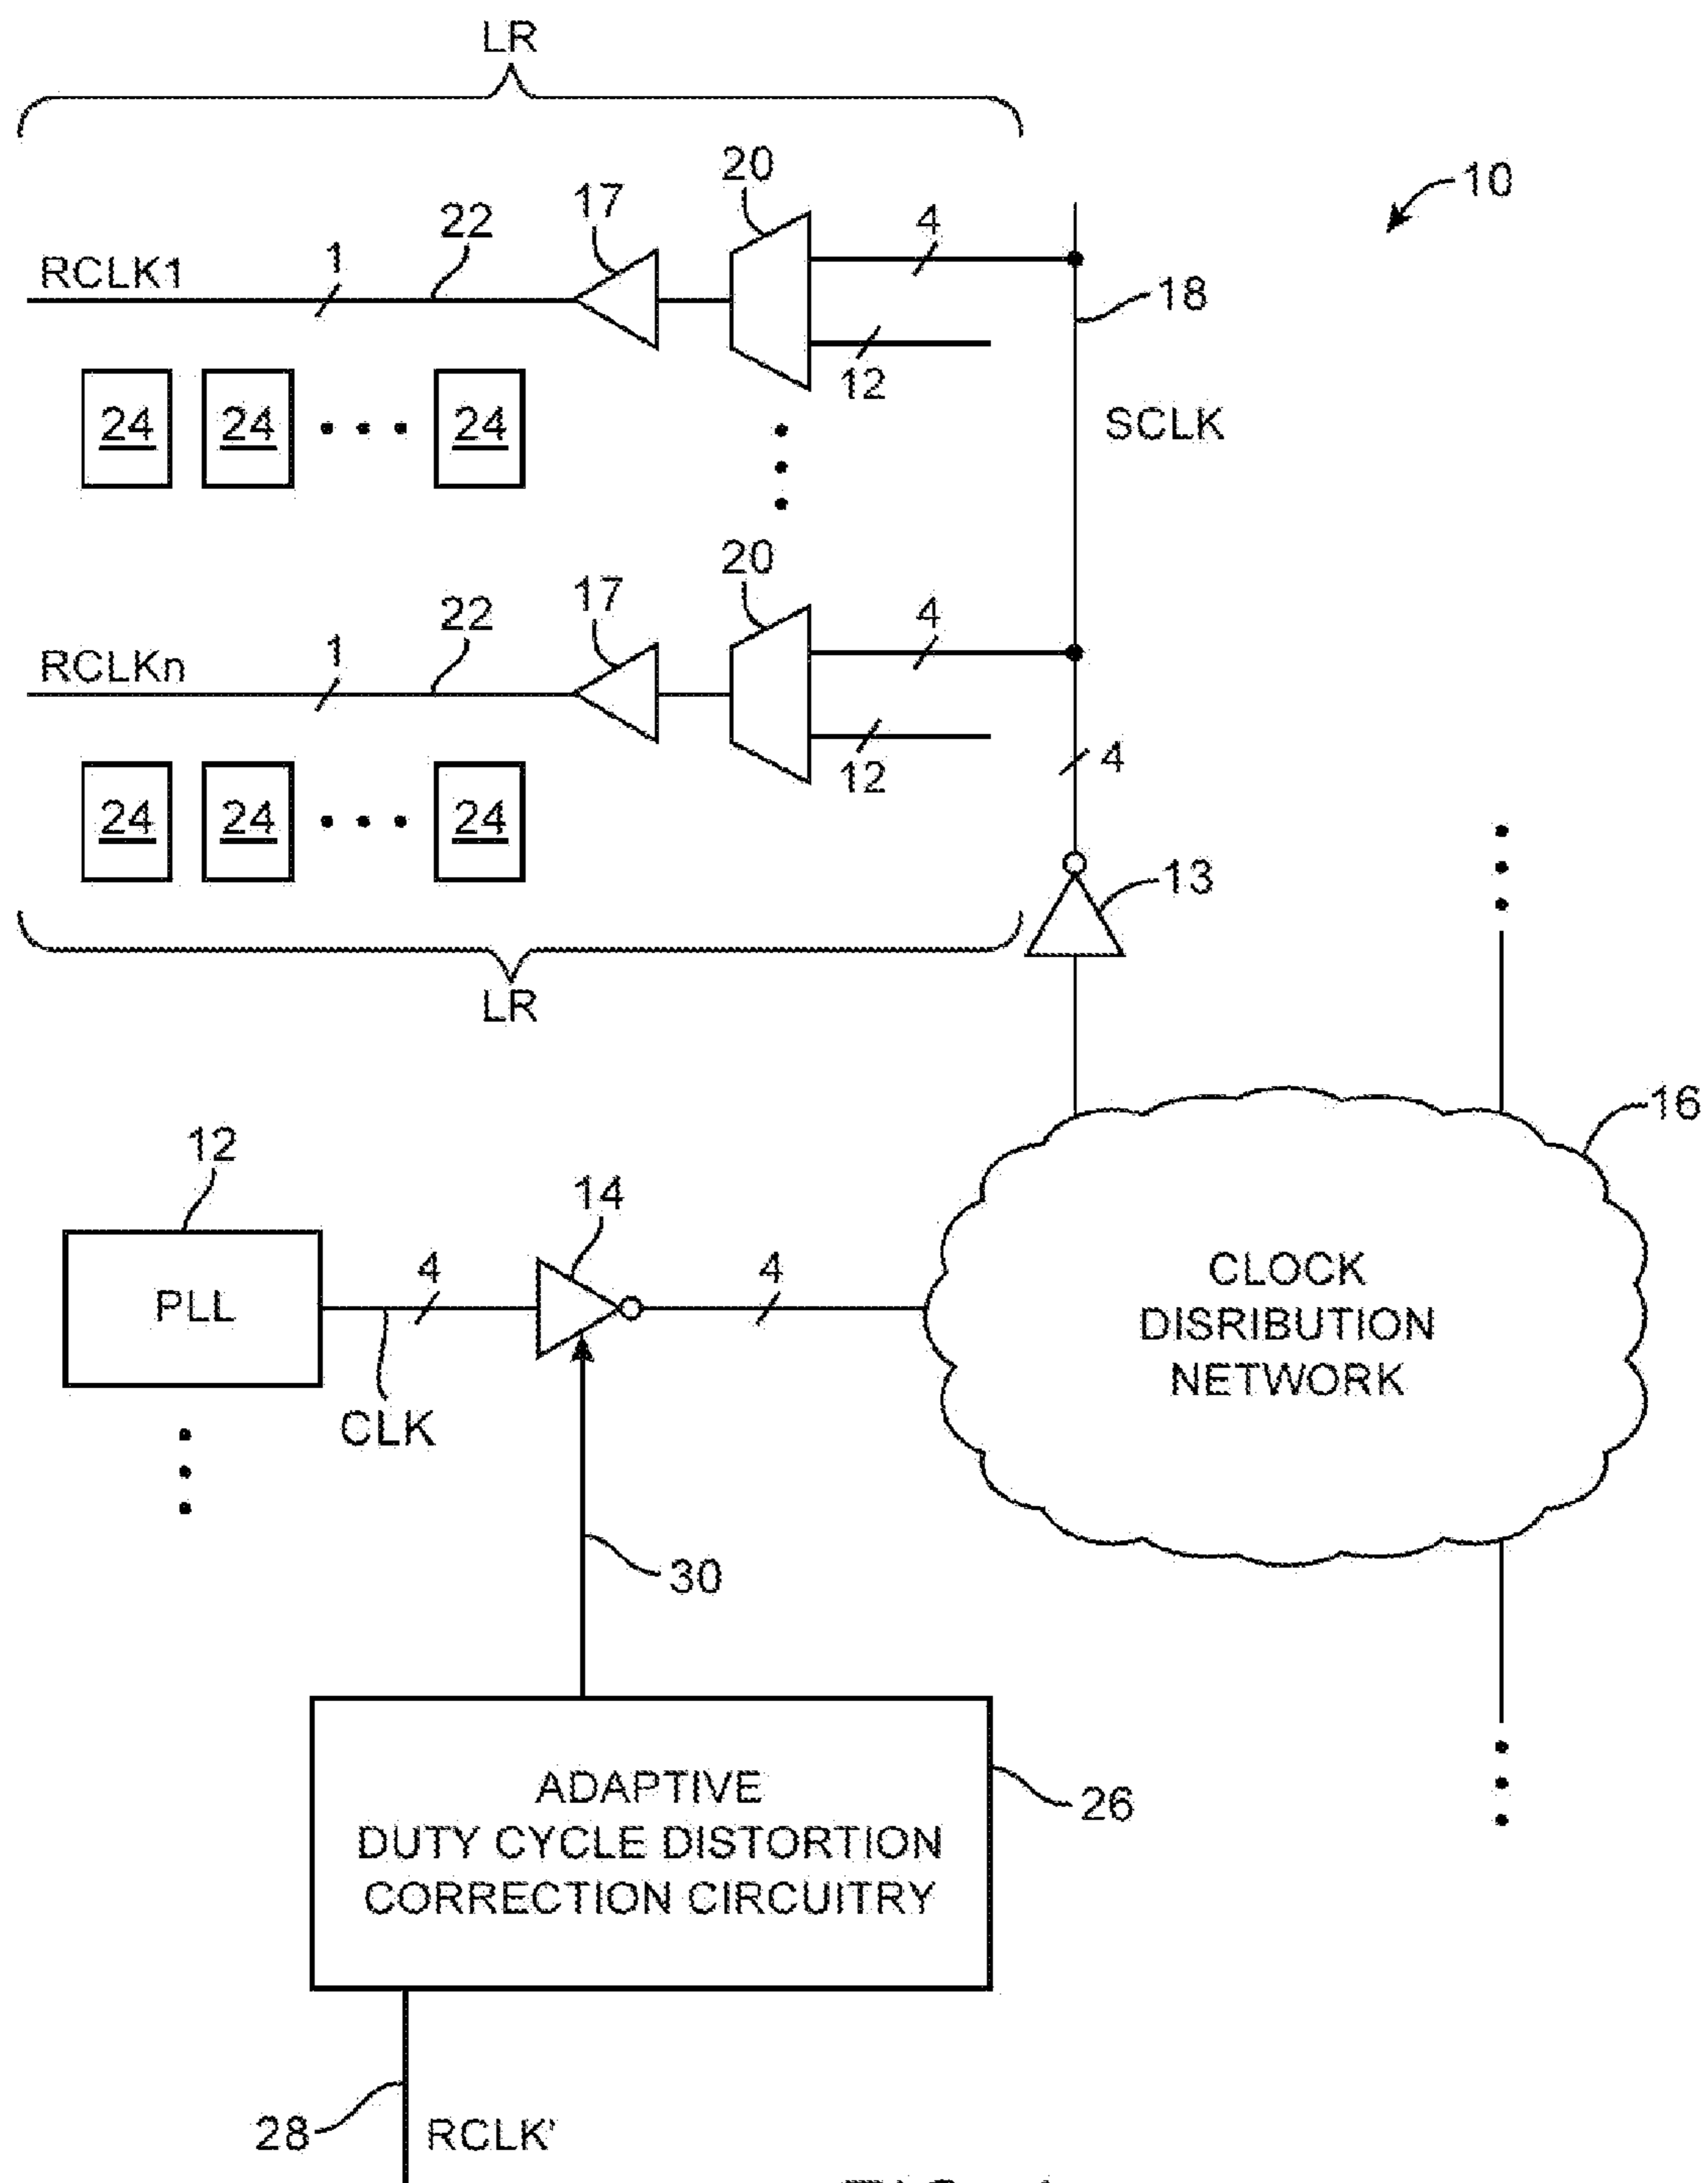 LR
10
20
17
4
22
1
RCLK1
18
12
SCLK
24 24 24
20
17
4
22
1
RCLKn
12
4
24 24 24
13
LR
16
12
14
4
4
PLL
CLOCK
DISRIBUTION
NETWORK
CLK
30
ADAPTIVE
DUTY CYCLE DISTORTION
CORRECTION CIRCUITRY
26
28
RCLK'